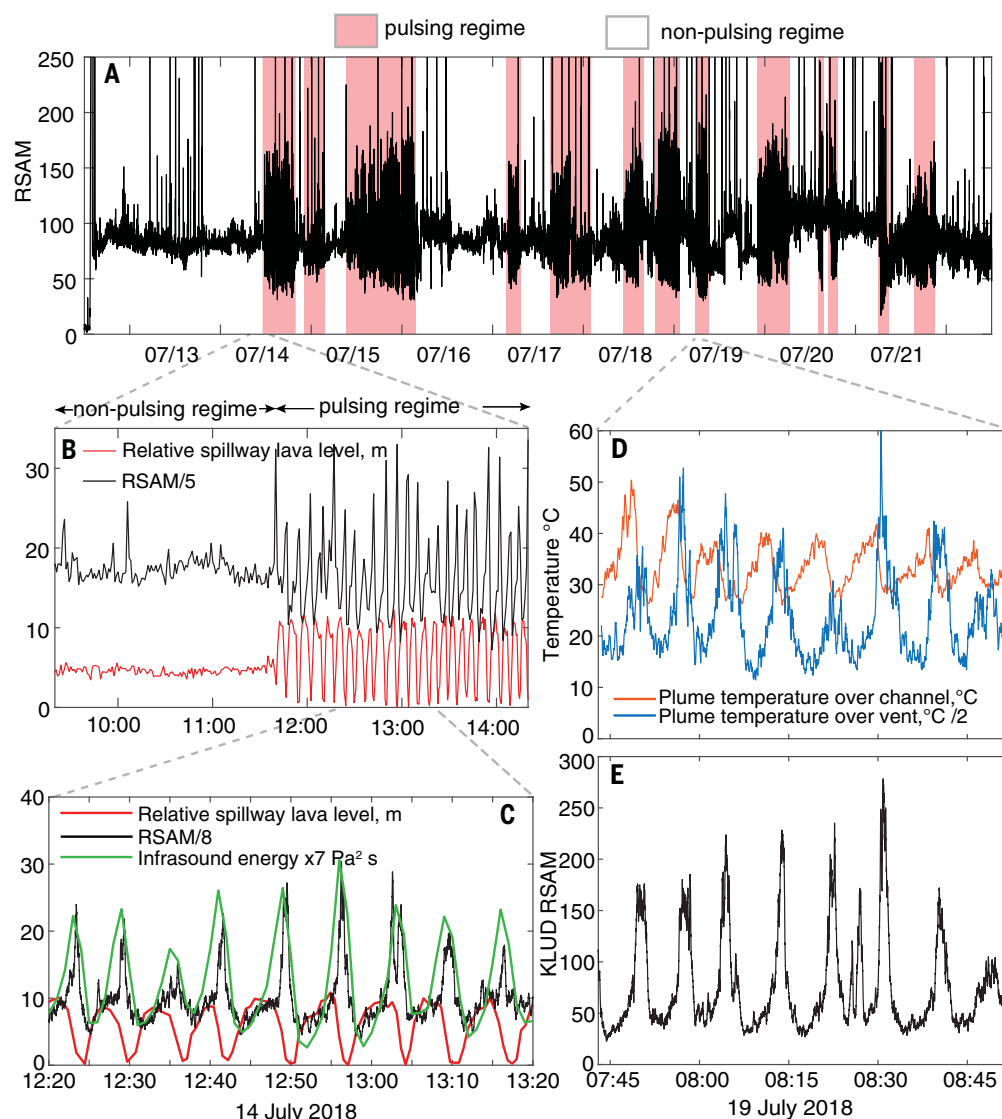 pulsing regime
non-pulsing regime
A
250
200
150
100
50
0
RSAM
07/13 07/14 07/15 07/16 07/17 07/18 07/19 07/20 07/21
non-pulsing regime pulsing regime
B
Relative spillway lava level, m
RSAM/5
30
20
10
0
10:00 11:00 12:00 13:00 14:00
D
60
50
40
30
20
10
0
Temperature °C
Plume temperature over channel,°C
Plume temperature over vent,°C /2
C
Relative spillway lava level, m
RSAM/8
Infrasound energy x7 Pa² s
40
30
20
10
0
12:20 12:30 12:40 12:50 13:00 13:10 13:20
14 July 2018
E
300
250
200
150
100
50
0
KLUD RSAM
07:45 08:00 08:15 08:30 08:45
19 July 2018